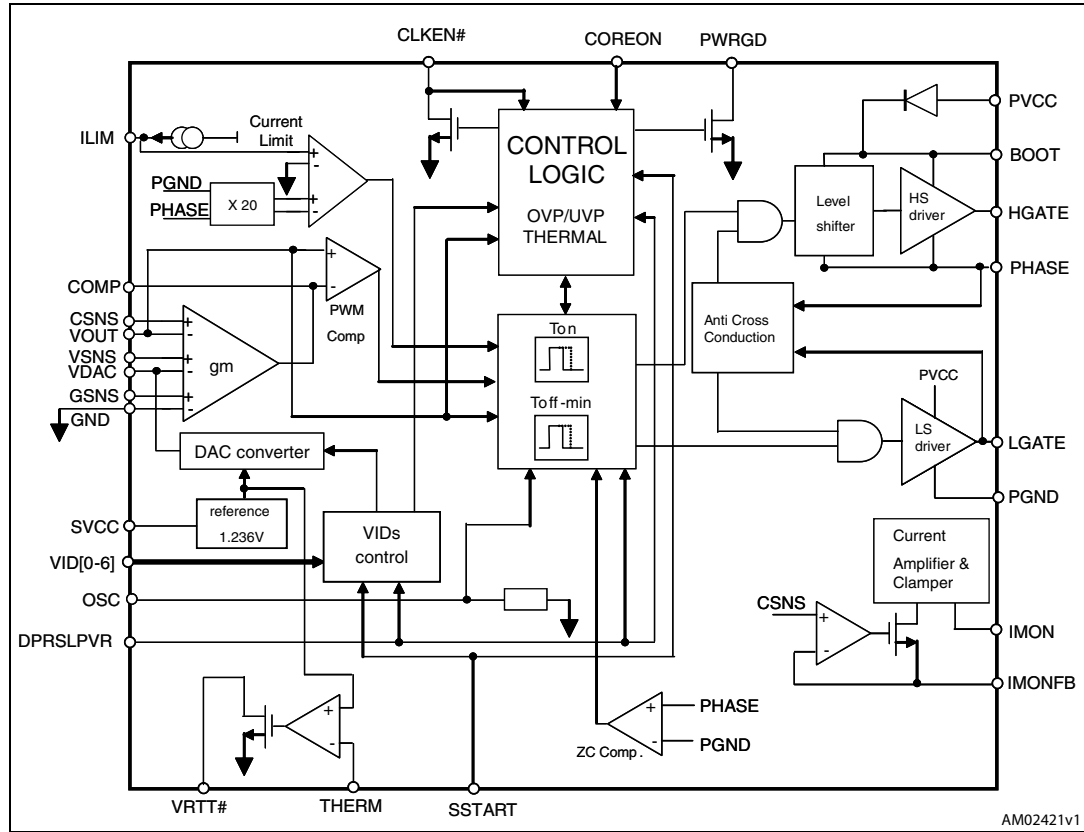 CLKEN# COREON PWRGD
PVCC
ILIM
Current
Limit
+
-
+
-
PGND
PHASE
X 20
CONTROL
LOGIC
OVP/UVP
THERMAL
BOOT
Level
shifter
HS
driver
HGATE
PHASE
+
-
PWM
Comp
COMP
CSNS
VOUT
VSNS
VDAC
GSNS
GND
+
-
+
-
+
-
gm
Ton
Toff-min
Anti Cross
Conduction
PVCC
LS
driver
LGATE
PGND
DAC converter
reference
1.236V
SVCC
VID[0-6]
VIDs
control
OSC
DPRSLPVR
Current
Amplifier &
Clamper
CSNS
+
-
IMON
IMONFB
+
-
+
-
PHASE
PGND
ZC Comp.
VRTT# THERM SSTART
AM02421v1